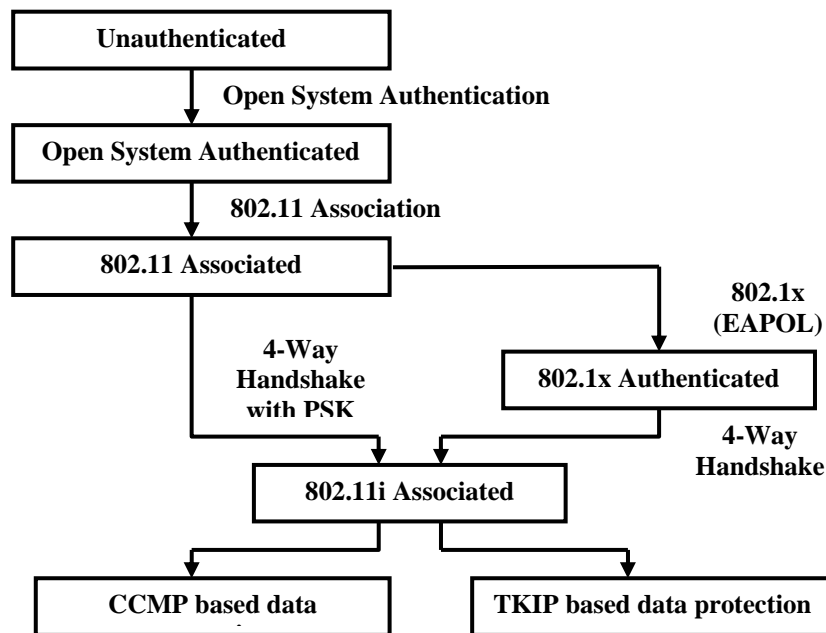 Unauthenticated
Open System Authentication
Open System Authenticated
802.11 Association
802.11 Associated
802.1x
(EAPOL)
4-Way
Handshake
with PSK
802.1x Authenticated
4-Way
Handshake
802.11i Associated
CCMP based data
TKIP based data protection